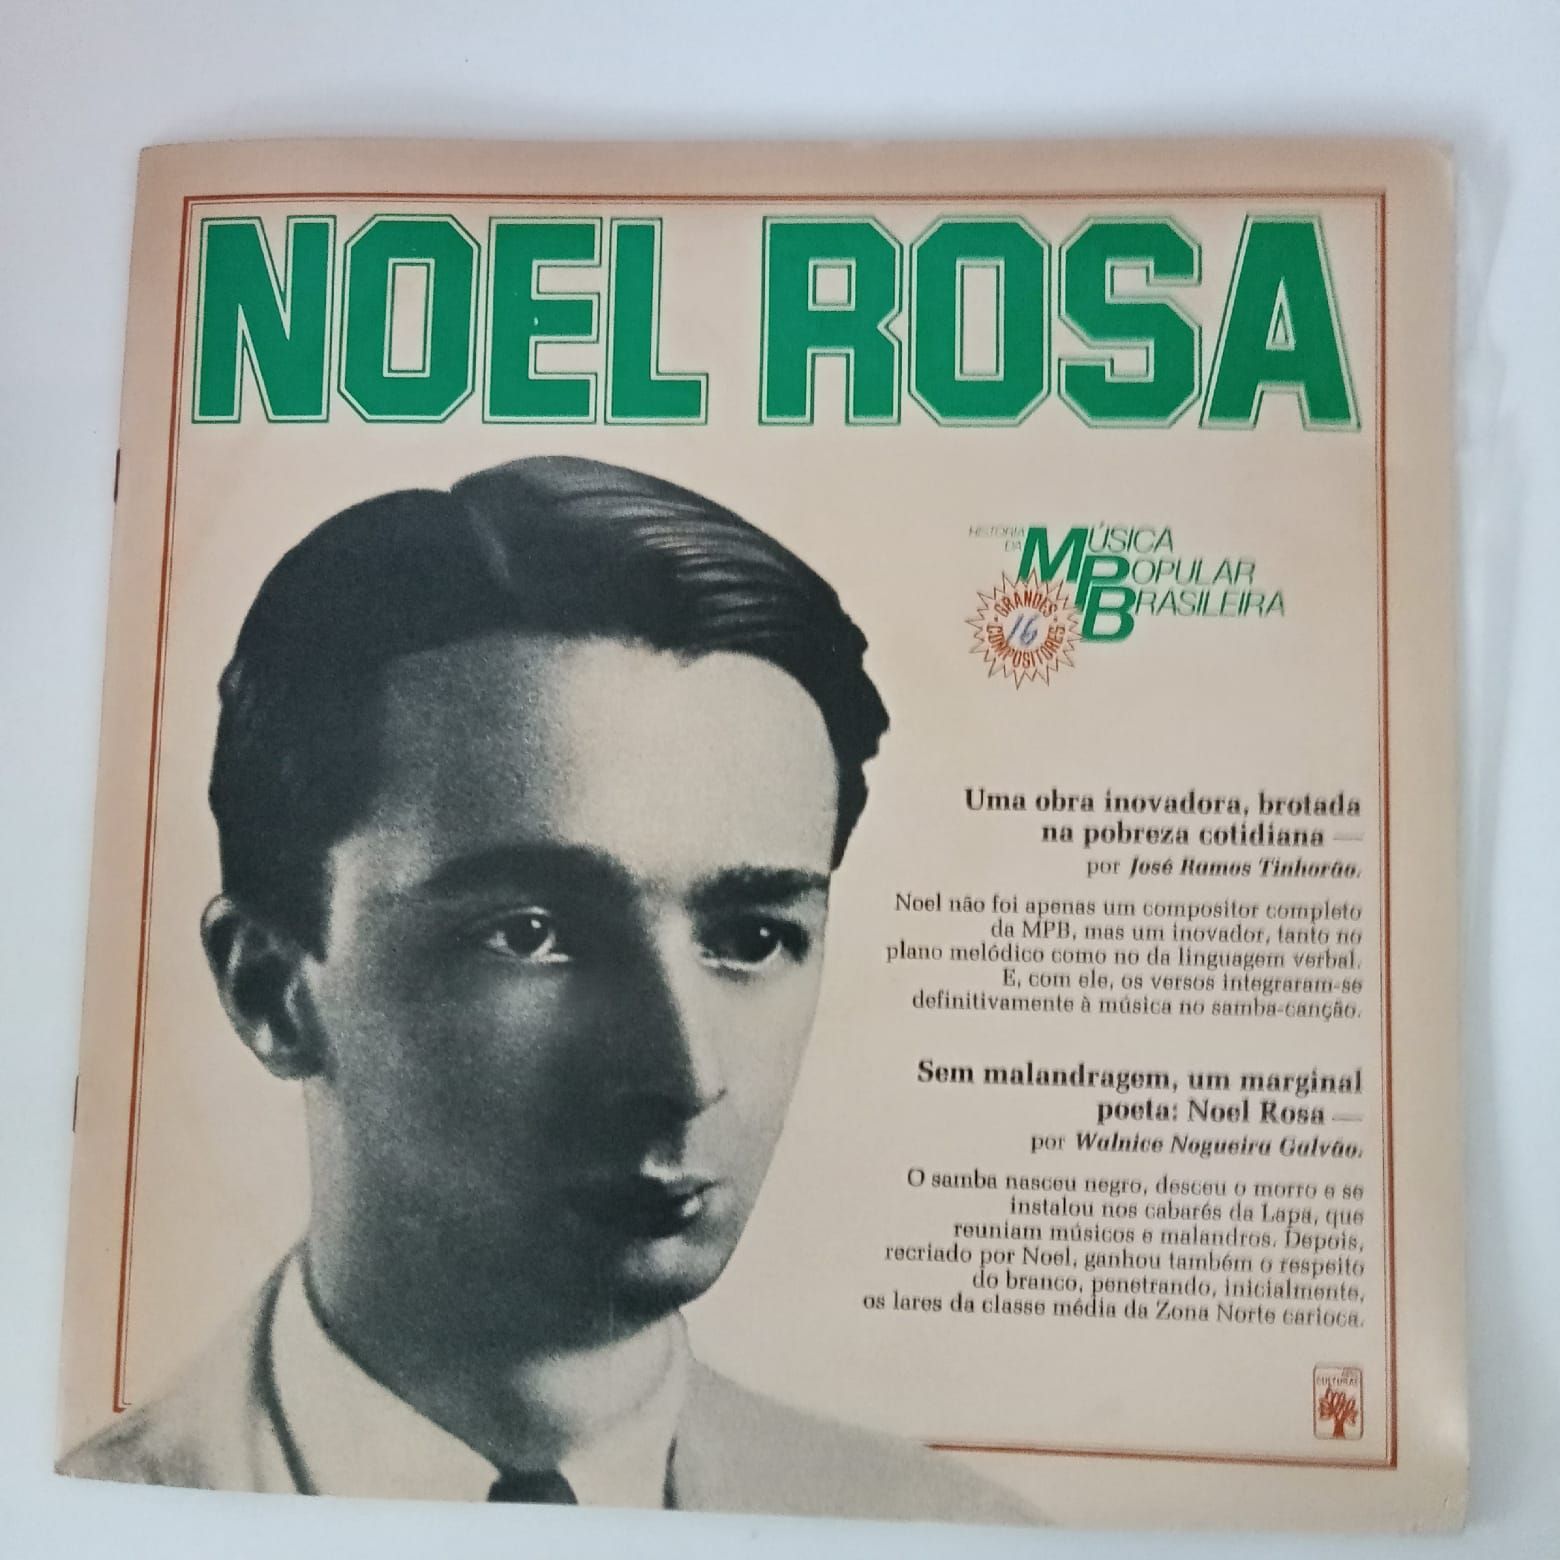 NOEL ROSA
HISTÓRIA
DA MÚSICA
POPULAR
BRASILEIRA
GRANDES
COMPOSITORES
16
Uma obra inovadora, brotada
na pobreza cotidiana —
por José Ramos Tinhorão.
Noel não foi apenas um compositor completo
da MPB, mas um inovador, tanto no
plano melódico como no da linguagem verbal.
E, com ele, os versos integraram-se
definitivamente à música no samba-canção.
Sem malandragem, um marginal
poeta: Noel Rosa —
por Walnice Nogueira Galvão.
O samba nasceu negro, desceu o morro e se
instalou nos cabarés da Lapa, que
reuniam músicos e malandros. Depois,
recriado por Noel, ganhou também o respeito
do branco, penetrando, inicialmente,
os lares da classe média da Zona Norte carioca.
CULTURAL